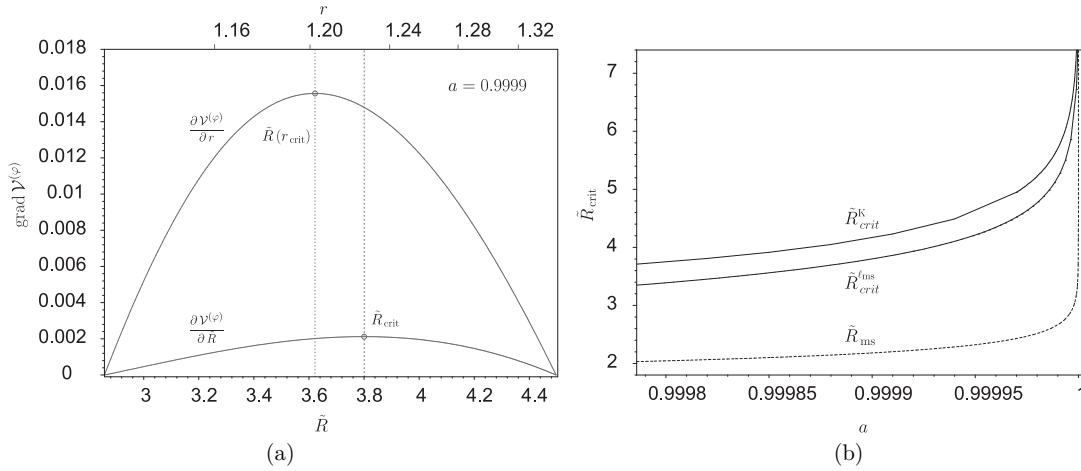 r
1.16 1.20 1.24 1.28 1.32
0.018
0.016
0.014
0.012
0.01
0.008
0.006
0.004
0.002
0
grad 𝒱^(φ)
a = 0.9999
∂𝒱^(φ)/∂r
R̃(r_crit)
∂𝒱^(φ)/∂R̃
R̃_crit
3 3.2 3.4 3.6 3.8 4 4.2 4.4
R̃
(a)
7
6
5
4
3
2
R̃_crit
R̃^K_crit
R̃^ℓms_crit
R̃_ms
0.9998 0.99985 0.9999 0.99995 1
a
(b)